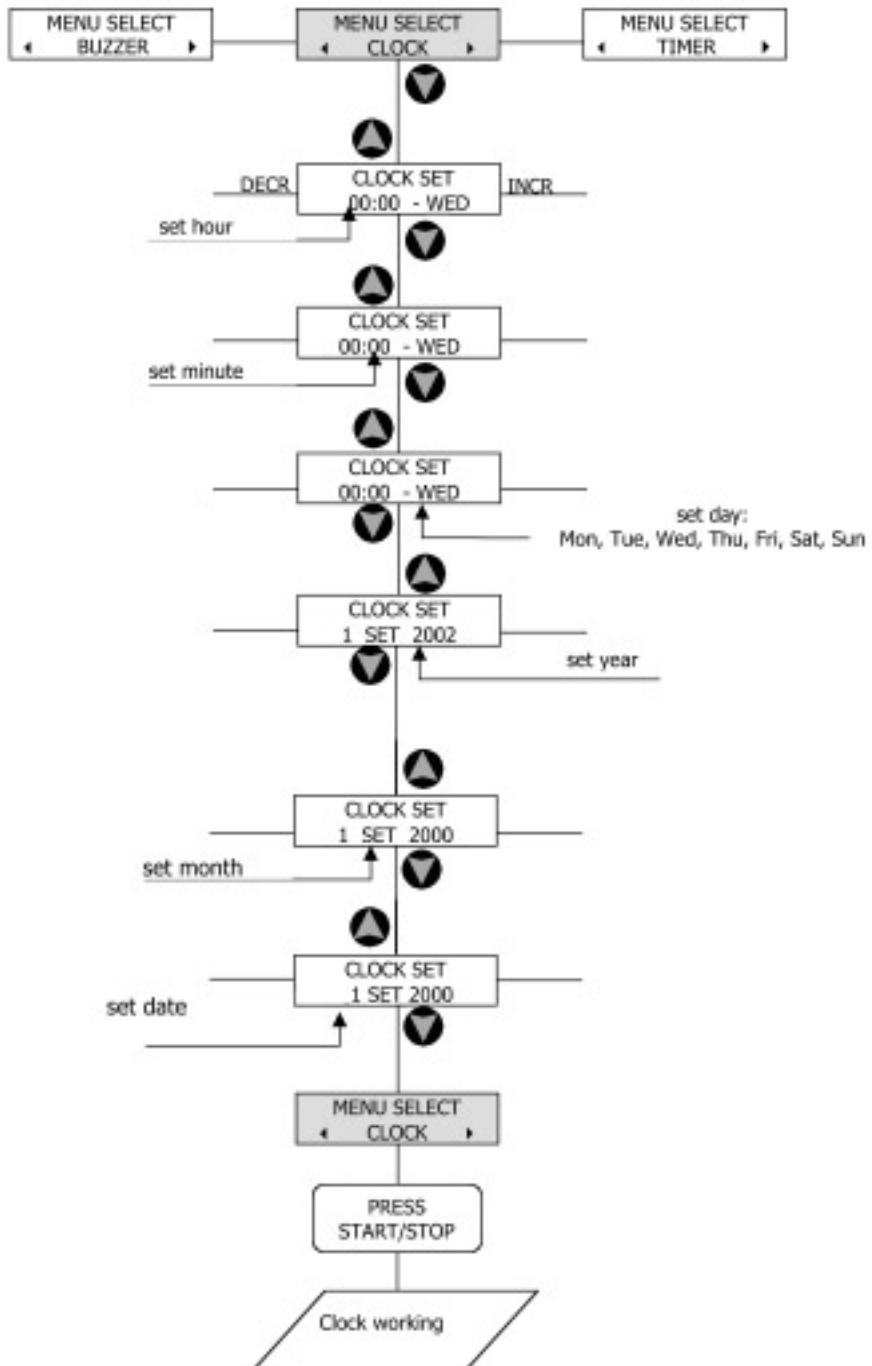 MENU SELECT
BUZZER
MENU SELECT
CLOCK
MENU SELECT
TIMER
DECR
CLOCK SET
00:00 - WED
INCR
set hour
CLOCK SET
00:00 - WED
set minute
CLOCK SET
00:00 - WED
set day:
Mon, Tue, Wed, Thu, Fri, Sat, Sun
CLOCK SET
1 SET 2002
set year
CLOCK SET
1 SET 2000
set month
CLOCK SET
1 SET 2000
set date
MENU SELECT
CLOCK
PRESS
START/STOP
Clock working